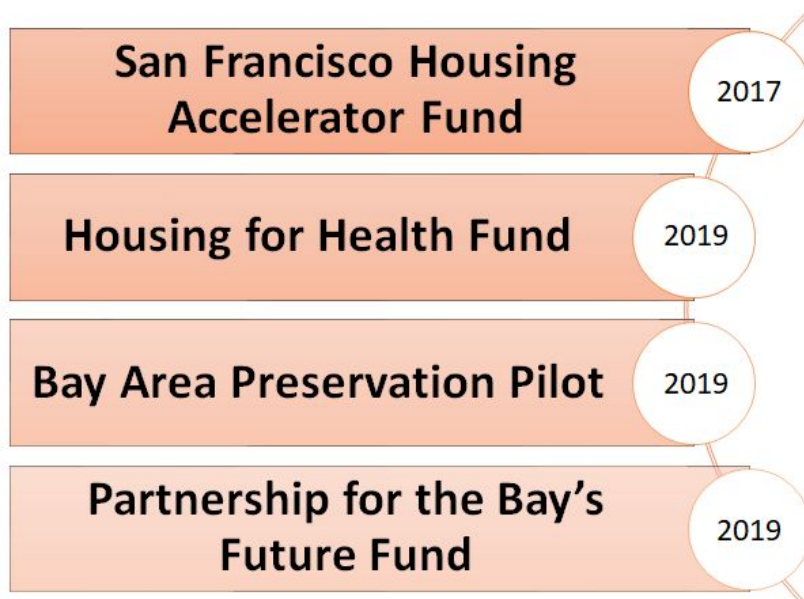 San Francisco Housing
Accelerator Fund
2017
Housing for Health Fund
2019
Bay Area Preservation Pilot
2019
Partnership for the Bay’s
Future Fund
2019